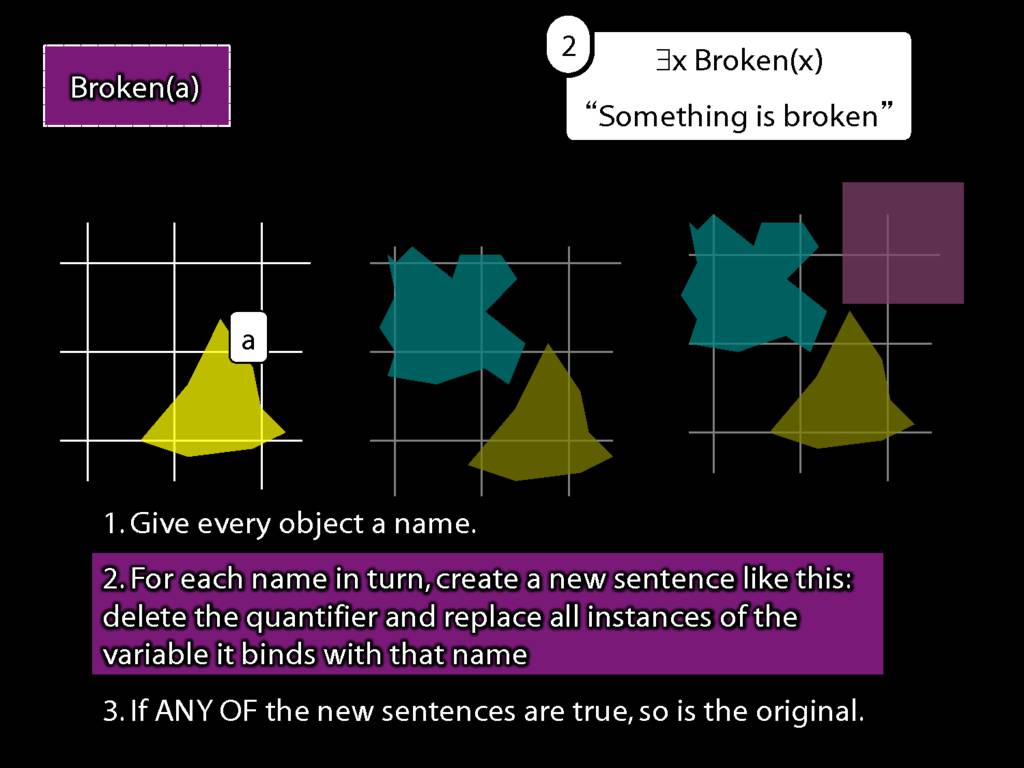 Broken(a)
2
∃x Broken(x)
“Something is broken”
a
1. Give every object a name.
2. For each name in turn, create a new sentence like this:
delete the quantifier and replace all instances of the
variable it binds with that name
3. If ANY OF the new sentences are true, so is the original.